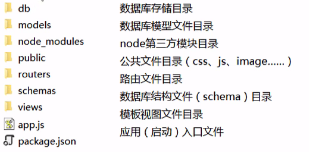 db 数据库存储目录
models 数据库模型文件目录
node_modules node第三方模块目录
public 公共文件目录（css、js、image……）
routers 路由文件目录
schemas 数据库结构文件（schema）目录
views 模板视图文件目录
app.js 应用（启动）入口文件
package.json